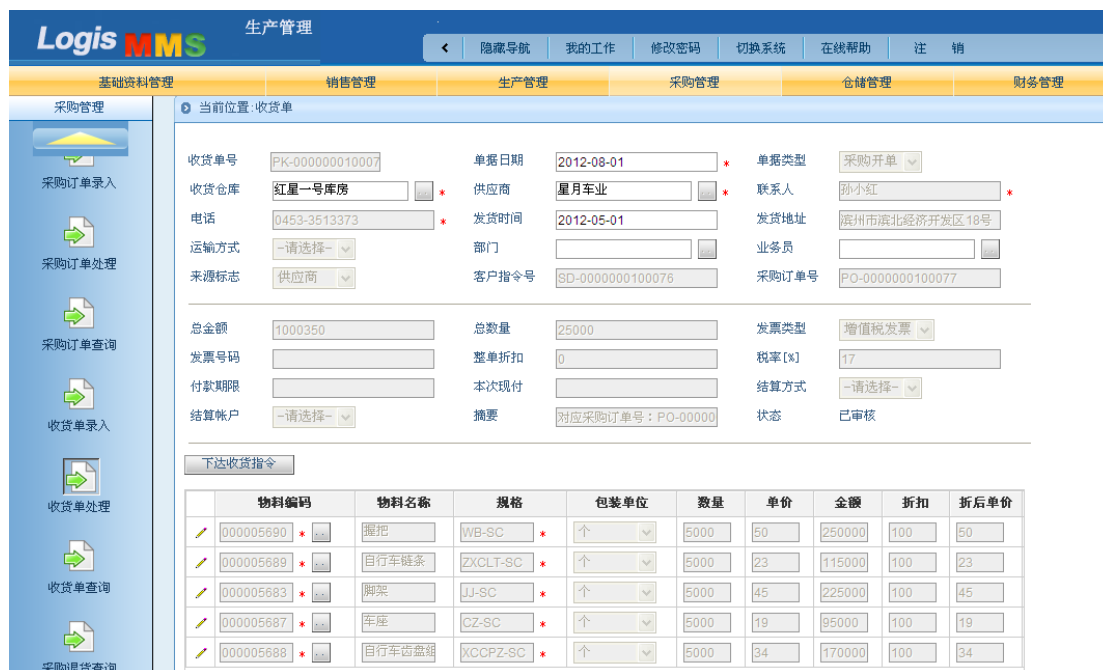 Logis MMS
生产管理
隐藏导航 我的工作 修改密码 切换系统 在线帮助 注 销
基础资料管理 销售管理 生产管理 采购管理 仓储管理 财务管理
采购管理
当前位置:收货单
采购订单录入
采购订单处理
采购订单查询
收货单录入
收货单处理
收货单查询
采购退货查询
收货单号 PK-000000010007 单据日期 2012-08-01 * 单据类型 采购开单
收货仓库 红星一号库房 ... * 供应商 星月车业 ... * 联系人 孙小红 *
电话 0453-3513373 * 发货时间 2012-05-01 发货地址 滨州市滨北经济开发区18号
运输方式 -请选择- 部门 ... 业务员 ...
来源标志 供应商 客户指令号 SD-0000000100076 采购订单号 PO-0000000100077
总金额 1000350 总数量 25000 发票类型 增值税发票
发票号码 整单折扣 0 税率[%] 17
付款期限 本次现付 结算方式 -请选择-
结算帐户 -请选择- 摘要 对应采购订单号：PO-00000 状态 已审核
下达收货指令
物料编码 物料名称 规格 包装单位 数量 单价 金额 折扣 折后单价
000005690 * ... 握把 WB-SC * 个 5000 50 250000 100 50
000005689 * ... 自行车链条 ZXCLT-SC * 个 5000 23 115000 100 23
000005683 * ... 脚架 JJ-SC * 个 5000 45 225000 100 45
000005687 * ... 车座 CZ-SC * 个 5000 19 95000 100 19
000005688 * ... 自行车齿盘组 XCCPZ-SC * 个 5000 34 170000 100 34